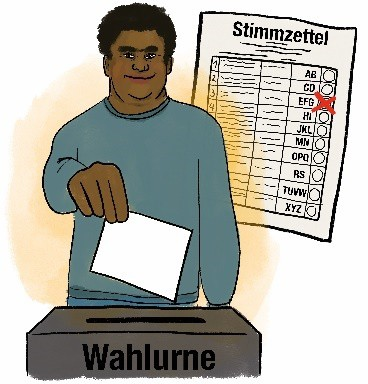 Stimmzettel
1
2
3
4
AB
CD
EFG
HI
JKL
MN
OPQ
RS
TUVW
XYZ
Wahlurne